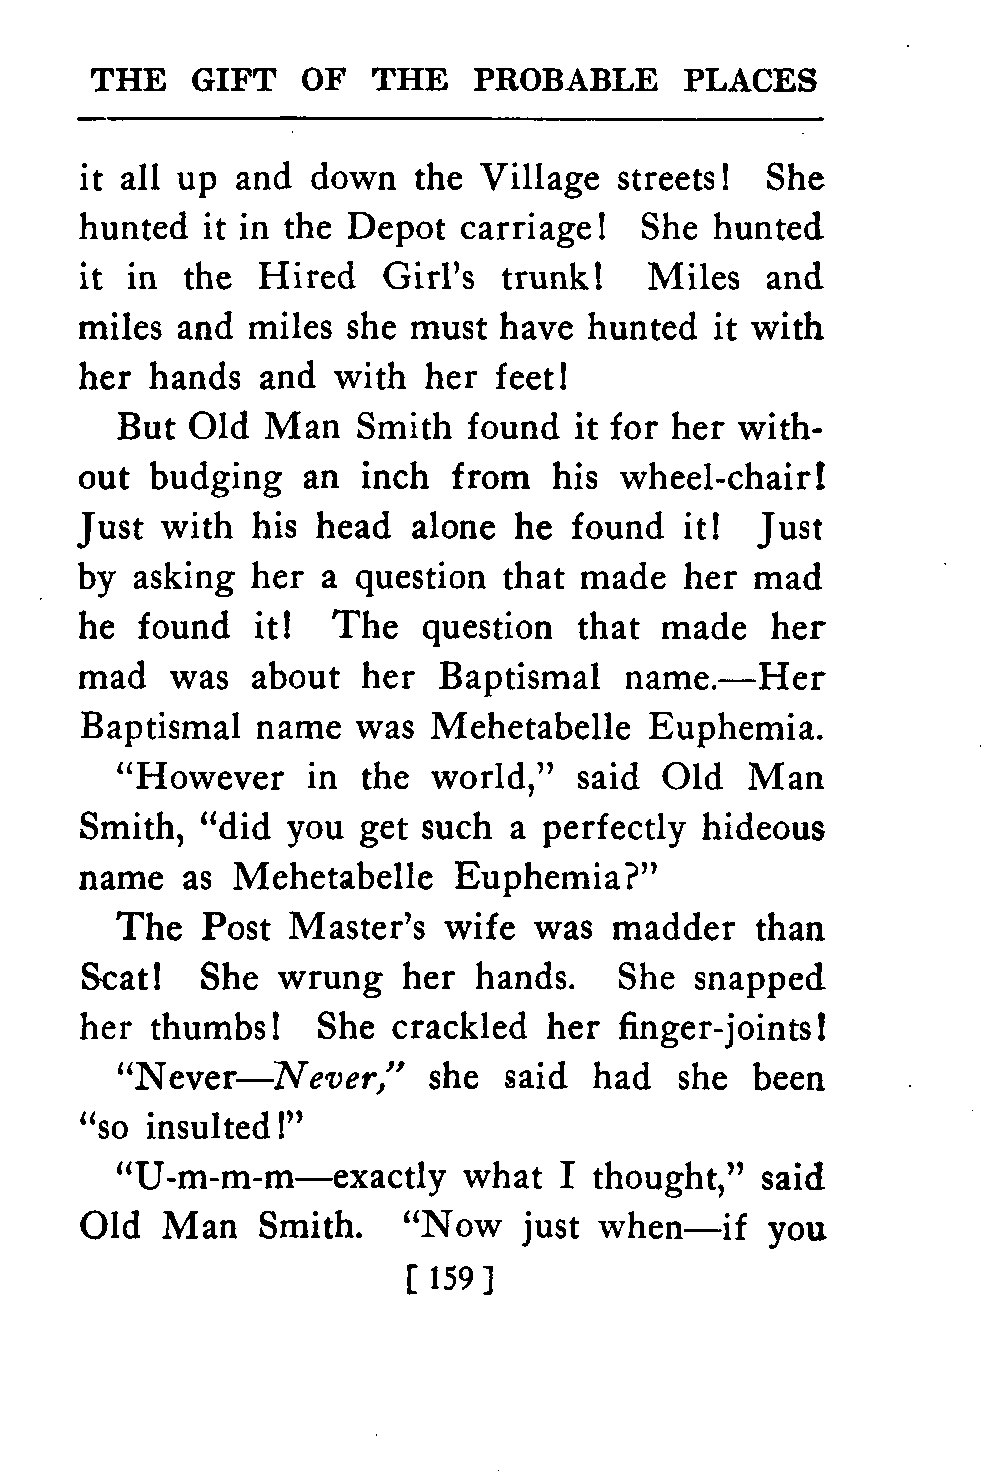 THE GIFT OF THE PROBABLE PLACES
it all up and down the Village streets! She
hunted it in the Depot carriage! She hunted
it in the Hired Girl's trunk! Miles and
miles and miles she must have hunted it with
her hands and with her feet!
But Old Man Smith found it for her with-
out budging an inch from his wheel-chair!
Just with his head alone he found it! Just
by asking her a question that made her mad
he found it! The question that made her
mad was about her Baptismal name.—Her
Baptismal name was Mehetabelle Euphemia.
"However in the world," said Old Man
Smith, "did you get such a perfectly hideous
name as Mehetabelle Euphemia?"
The Post Master's wife was madder than
Scat! She wrung her hands. She snapped
her thumbs! She crackled her finger-joints!
"Never—Never," she said had she been
"so insulted!"
"U-m-m-m—exactly what I thought," said
Old Man Smith. "Now just when—if you
[ 159 ]